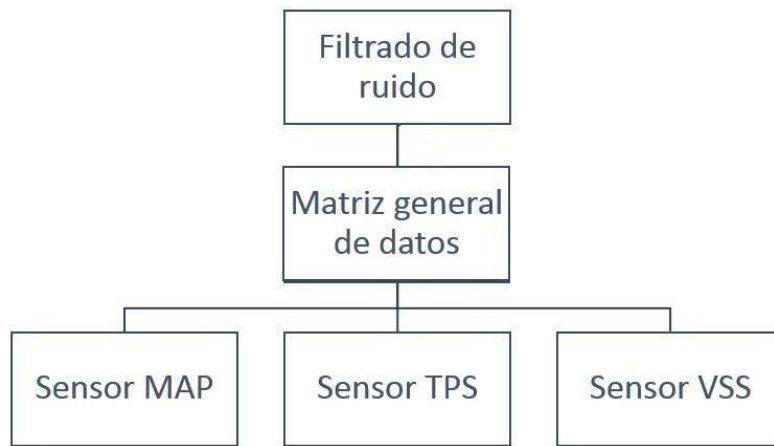 Filtrado de
ruido
Matriz general
de datos
Sensor MAP
Sensor TPS
Sensor VSS